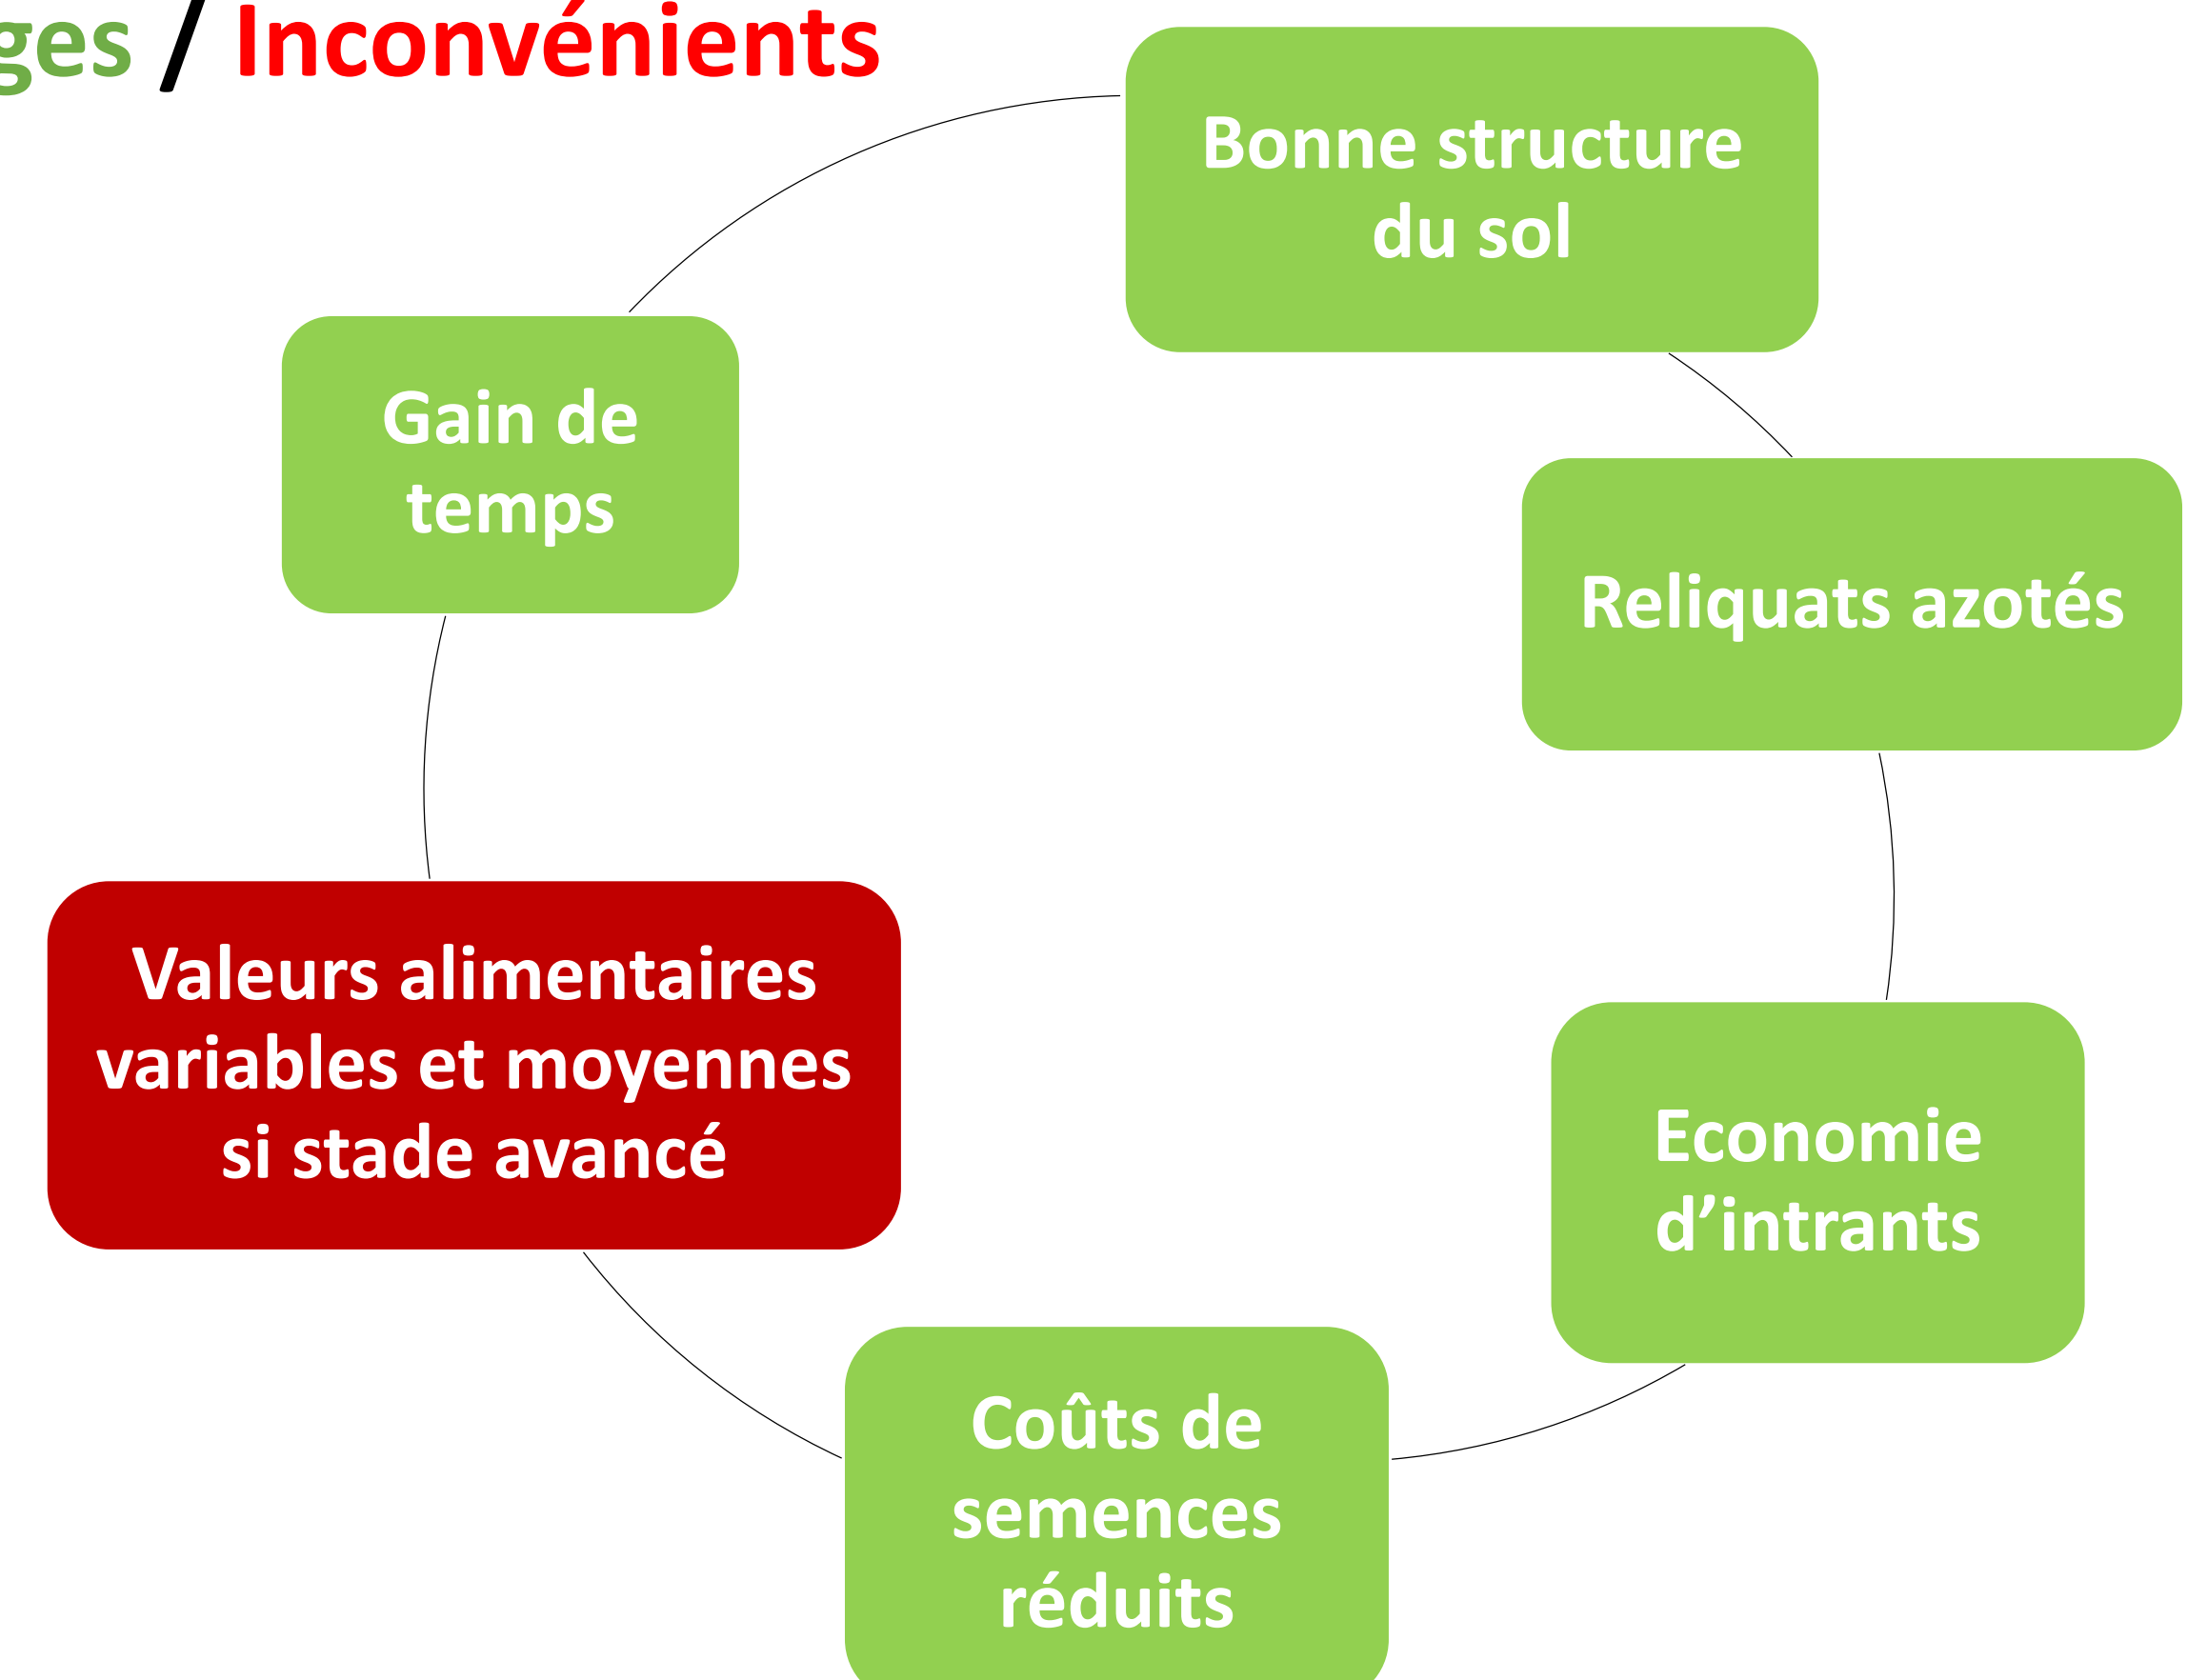 ges / Inconvénients
Bonne structure
du sol
Gain de
temps
Reliquats azotés
Valeurs alimentaires
variables et moyennes
si stade avancé
Economie
d’intrants
Coûts de
semences
réduits